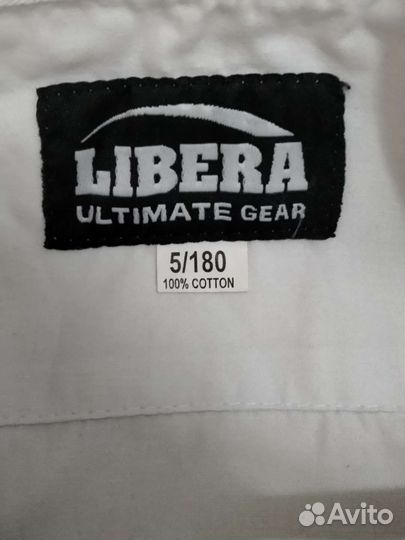 LIBERA
ULTIMATE GEAR
5/180
100% COTTON
Avito